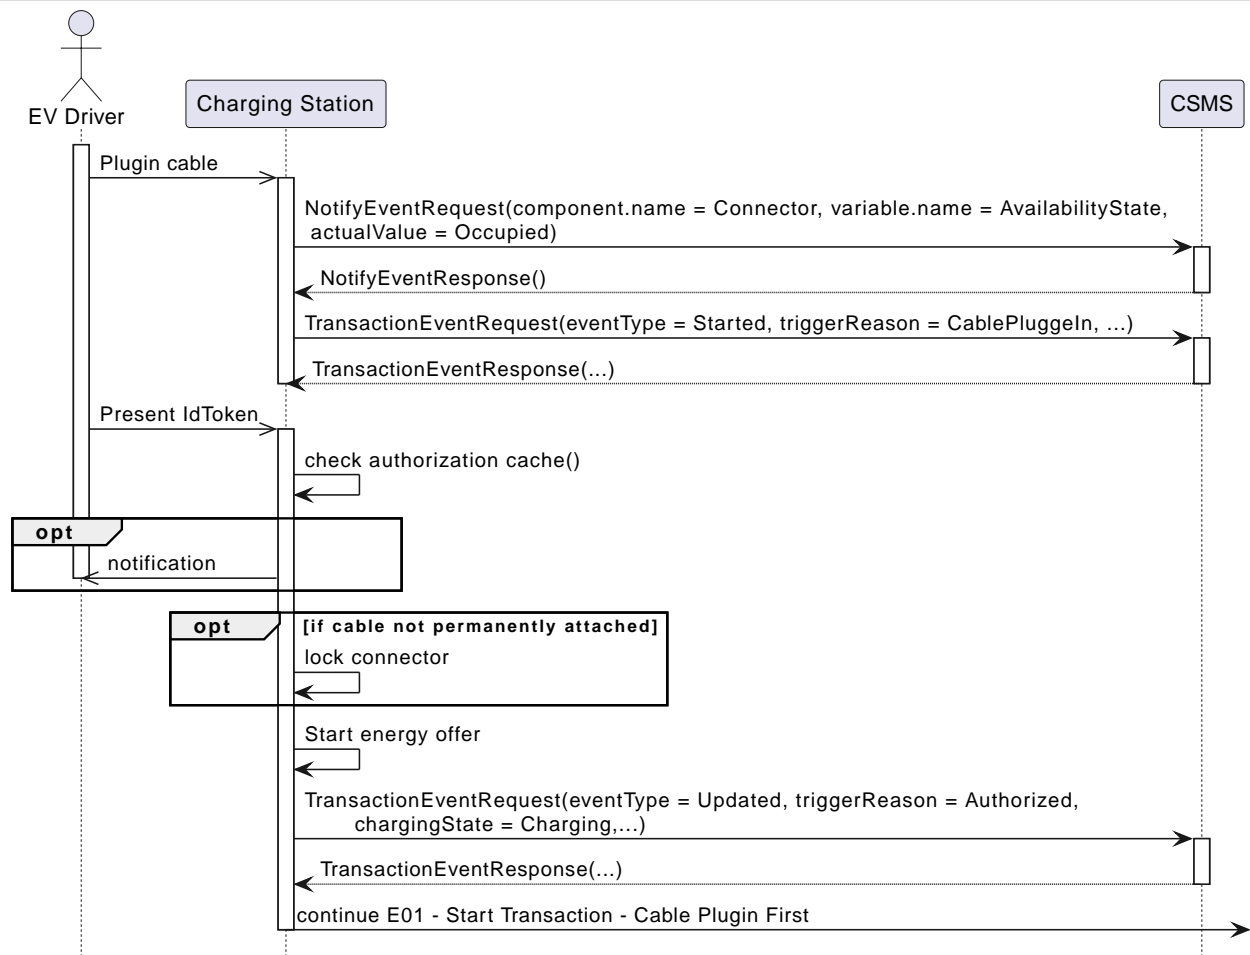 EV Driver
Charging Station
CSMS
Plugin cable
NotifyEventRequest(component.name = Connector, variable.name = AvailabilityState,
actualValue = Occupied)
NotifyEventResponse()
TransactionEventRequest(eventType = Started, triggerReason = CablePluggeIn, ...)
TransactionEventResponse(...)
Present IdToken
check authorization cache()
opt
notification
opt [if cable not permanently attached]
lock connector
Start energy offer
TransactionEventRequest(eventType = Updated, triggerReason = Authorized,
chargingState = Charging,...)
TransactionEventResponse(...)
continue E01 - Start Transaction - Cable Plugin First